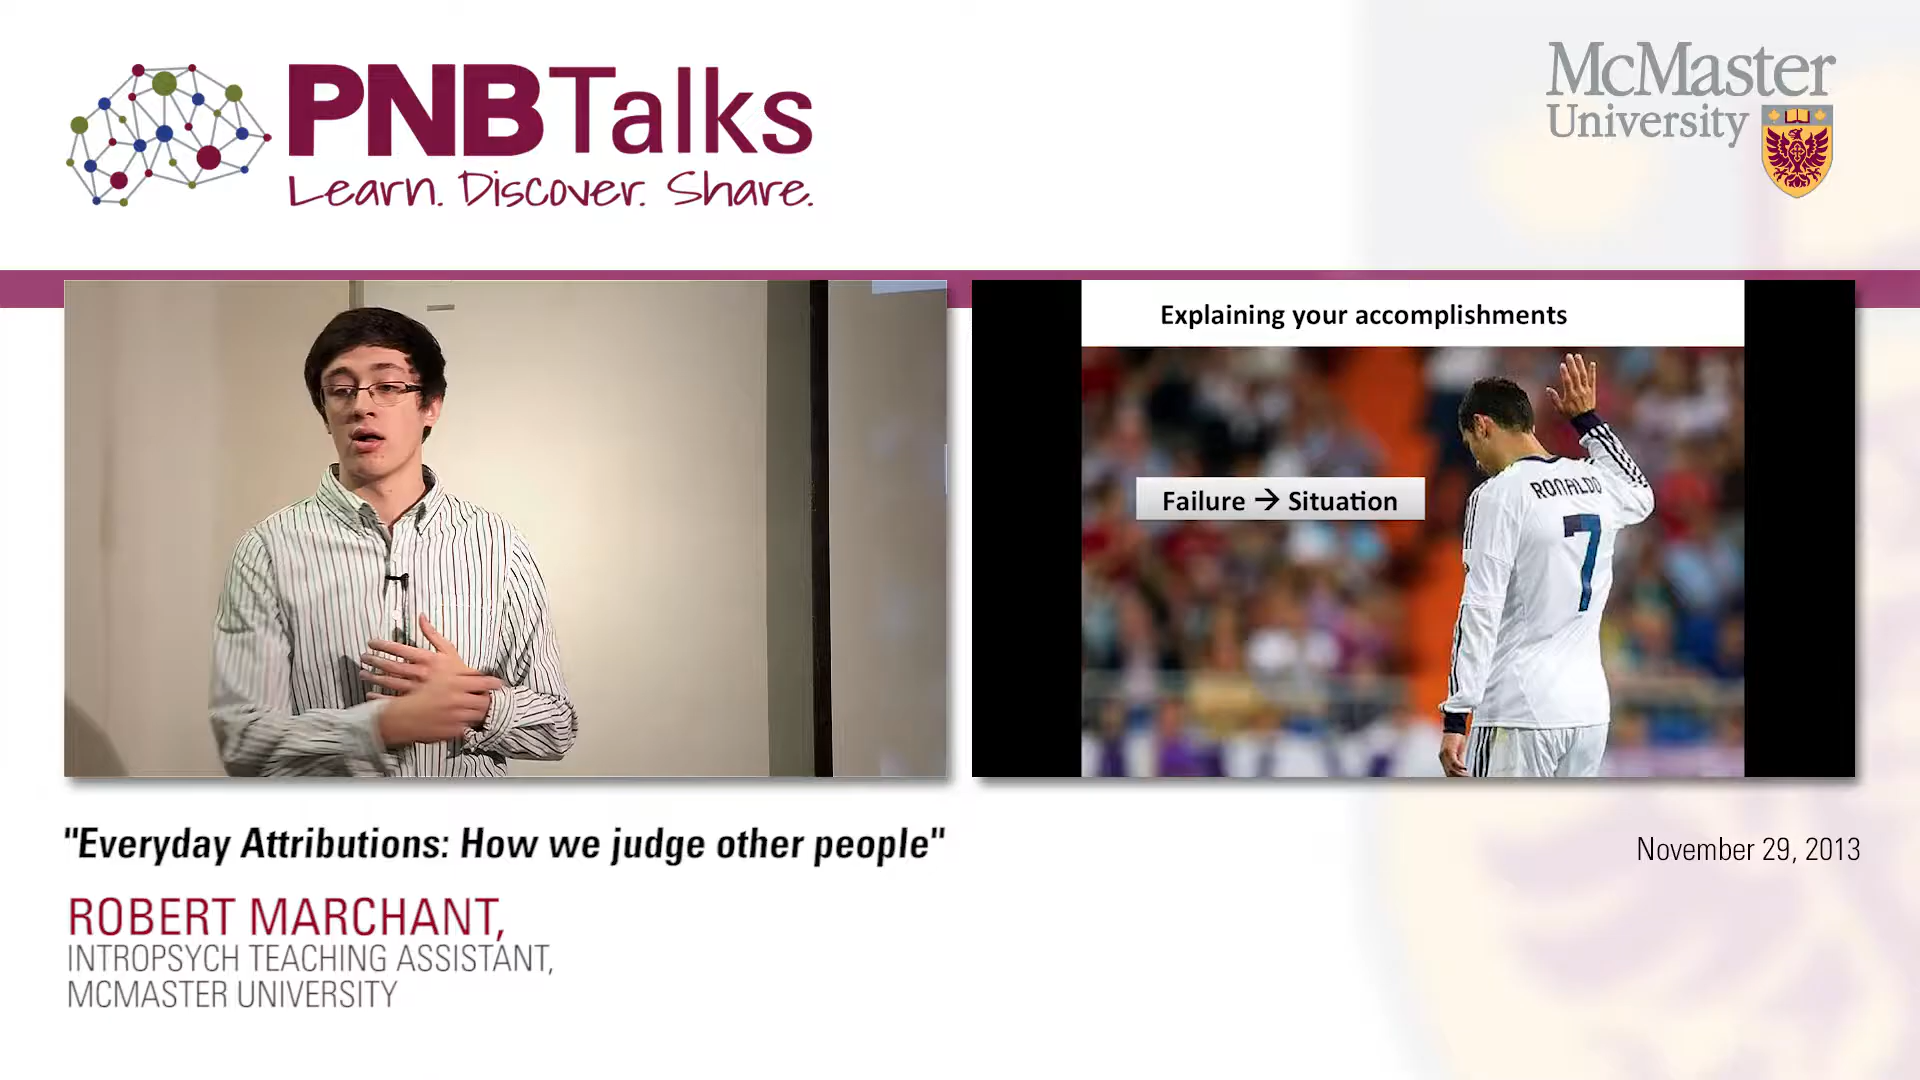 PNBTalks
Learn. Discover. Share.
McMaster
University
Explaining your accomplishments
Failure → Situation
RONALDO
7
"Everyday Attributions: How we judge other people"
November 29, 2013
ROBERT MARCHANT,
INTROPSYCH TEACHING ASSISTANT,
MCMASTER UNIVERSITY